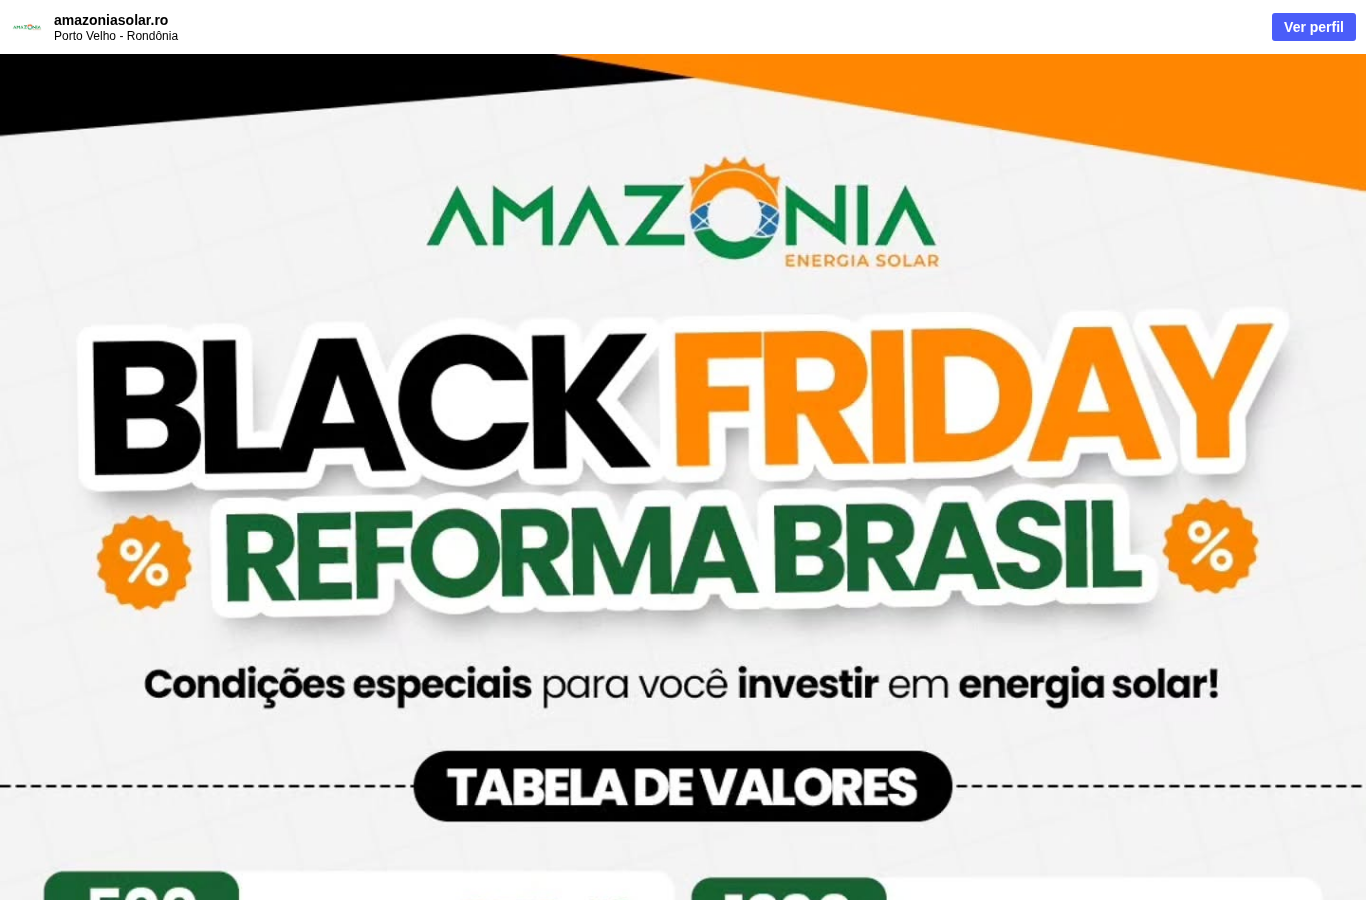 amazoniasolar.ro
Porto Velho - Rondônia
Ver perfil
AMAZONIA
ENERGIA SOLAR
BLACK FRIDAY
REFORMA BRASIL
Condições especiais para você investir em energia solar!
TABELA DE VALORES